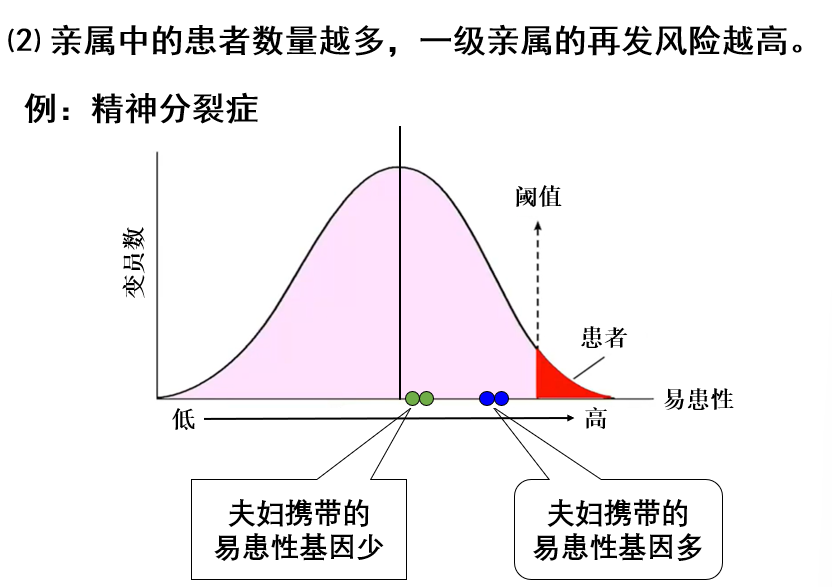 (2) 亲属中的患者数量越多，一级亲属的再发风险越高。
例：精神分裂症
阈值
变员数
患者
易患性
低
高
夫妇携带的
易患性基因少
夫妇携带的
易患性基因多